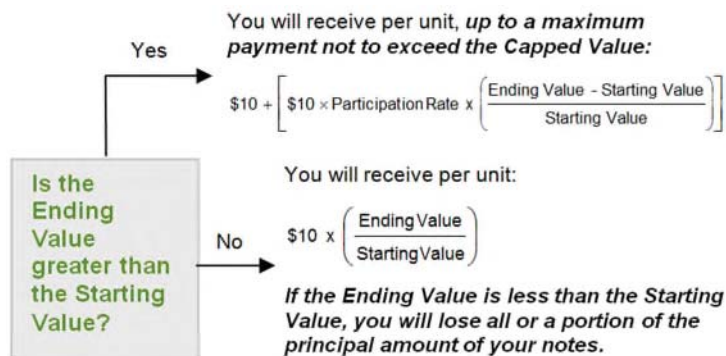 You will receive per unit, up to a maximum
payment not to exceed the Capped Value:
Yes
$10 + [ $10 × Participation Rate x ( Ending Value - Starting Value
Starting Value ) ]
Is the
Ending
Value
greater than
the Starting
Value?
No
You will receive per unit:
$10 x ( Ending Value
Starting Value )
If the Ending Value is less than the Starting
Value, you will lose all or a portion of the
principal amount of your notes.